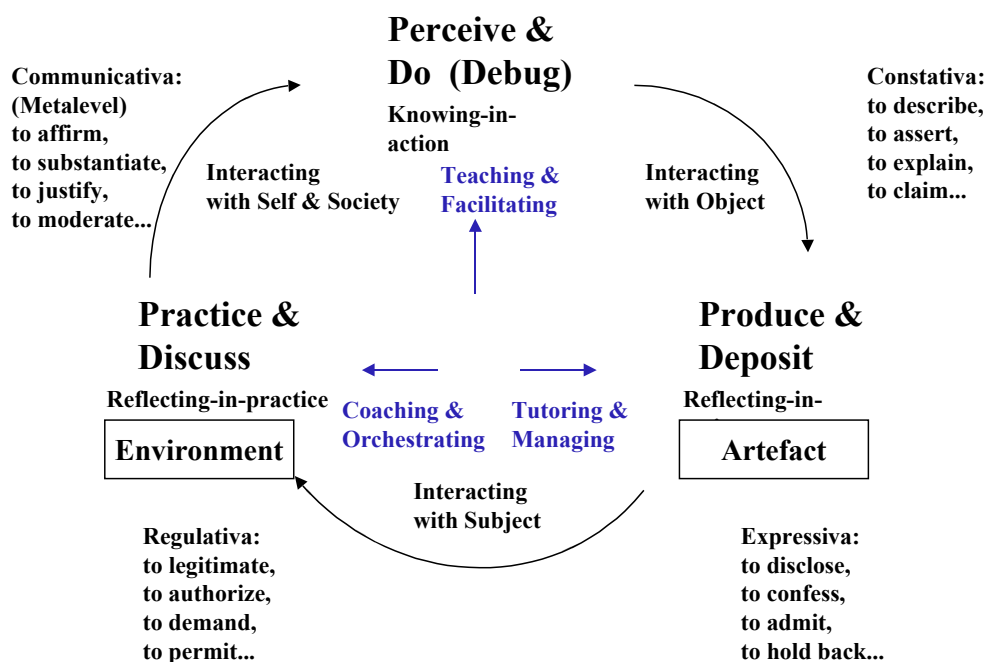 Perceive &
Do (Debug)
Knowing-in-
action
Communicativa:
(Metalevel)
to affirm,
to substantiate,
to justify,
to moderate...
Constativa:
to describe,
to assert,
to explain,
to claim...
Interacting
with Self & Society
Teaching &
Facilitating
Interacting
with Object
Practice &
Discuss
Reflecting-in-practice
Environment
Produce &
Deposit
Reflecting-in-
Artefact
Coaching &
Orchestrating
Tutoring &
Managing
Interacting
with Subject
Regulativa:
to legitimate,
to authorize,
to demand,
to permit...
Expressiva:
to disclose,
to confess,
to admit,
to hold back...